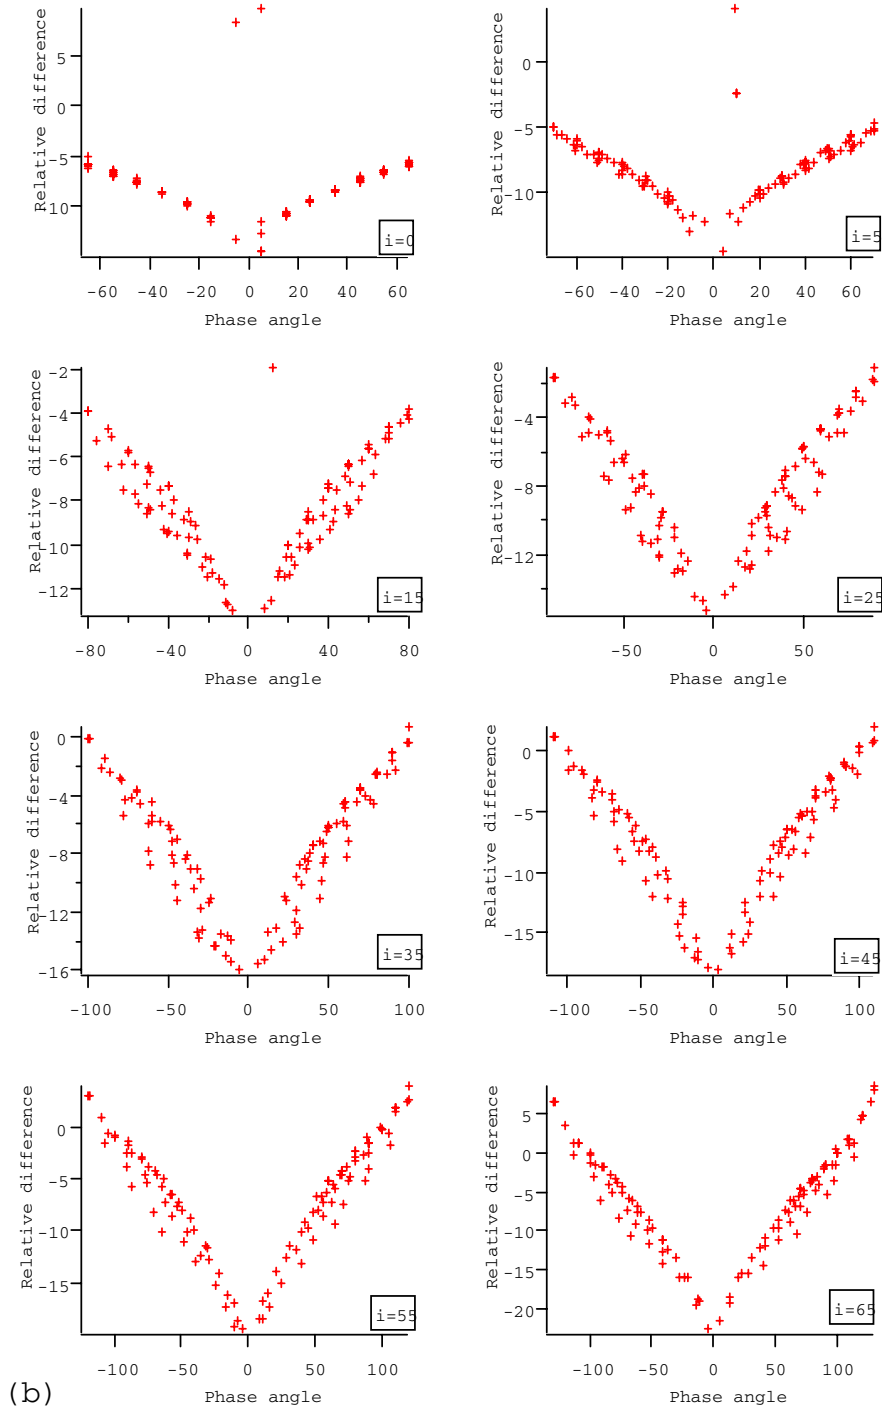 Relative difference
5
0
-5
-10
-60 -40 -20 0 20 40 60
Phase angle
i=0
Relative difference
0
-5
-10
-60 -40 -20 0 20 40 60
Phase angle
i=5
Relative difference
-2
-4
-6
-8
-10
-12
-80 -40 0 40 80
Phase angle
i=15
Relative difference
-4
-8
-12
-50 0 50
Phase angle
i=25
Relative difference
0
-4
-8
-12
-16
-100 -50 0 50 100
Phase angle
i=35
Relative difference
0
-5
-10
-15
-100 -50 0 50 100
Phase angle
i=45
Relative difference
0
-5
-10
-15
-100 -50 0 50 100
Phase angle
i=55
Relative difference
5
0
-5
-10
-15
-20
-100 -50 0 50 100
Phase angle
i=65
(b)